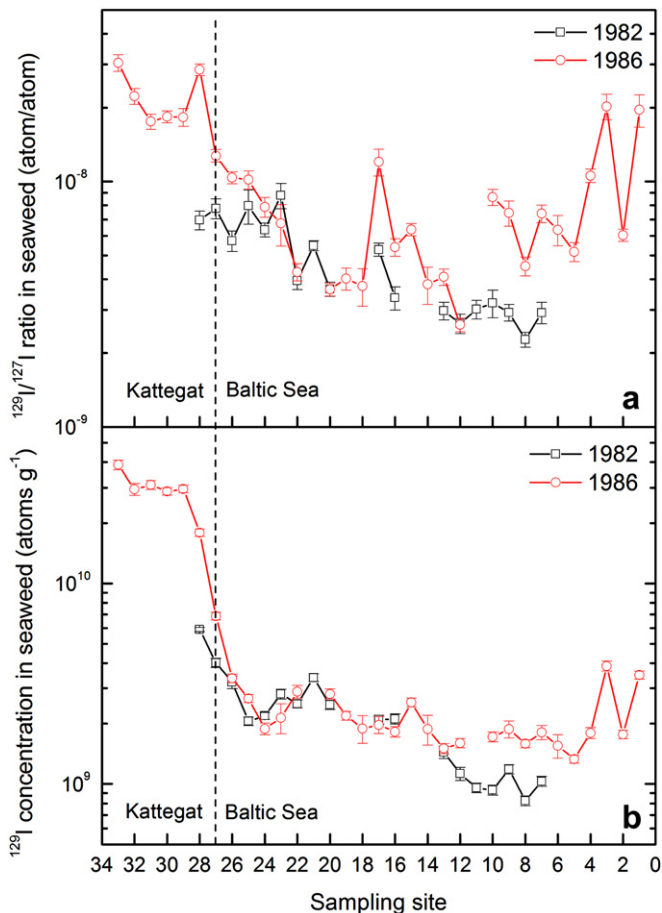 1982
1986
10⁻⁸
10⁻⁹
¹²⁹I/¹²⁷I ratio in seaweed (atom/atom)
Kattegat
Baltic Sea
a
1982
1986
10¹⁰
10⁹
¹²⁹I concentration in seaweed (atoms g⁻¹)
Kattegat
Baltic Sea
b
34 32 30 28 26 24 22 20 18 16 14 12 10 8 6 4 2 0
Sampling site